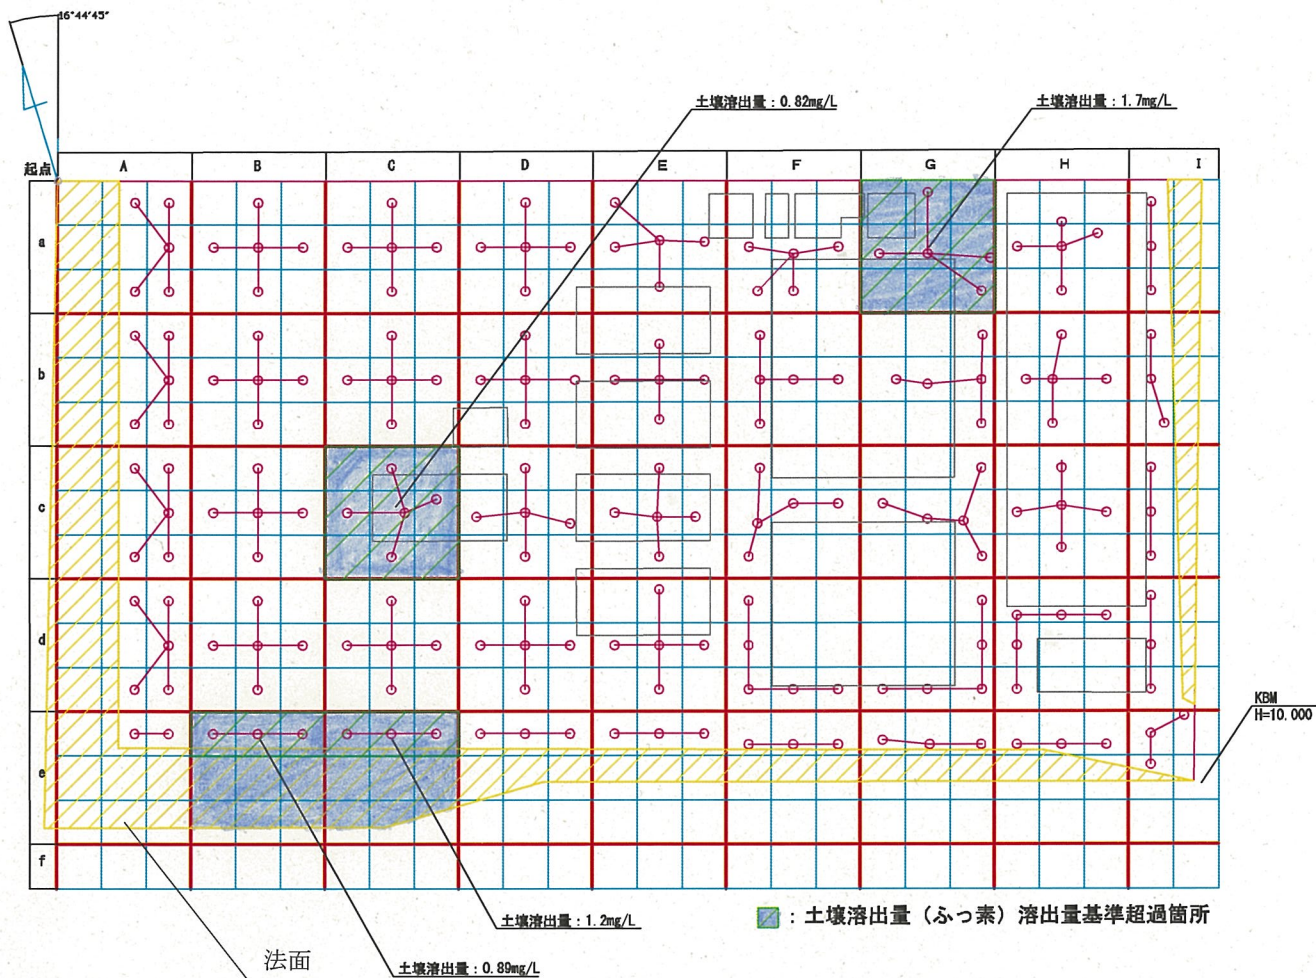 16°44'45"
土壌溶出量：0.82mg/L
土壌溶出量：1.7mg/L
起点
A B C D E F G H I
a
b
c
d
e
f
KBM
H=10.000
土壌溶出量：1.2mg/L
：土壌溶出量（ふっ素）溶出量基準超過箇所
法面
土壌溶出量：0.89mg/L